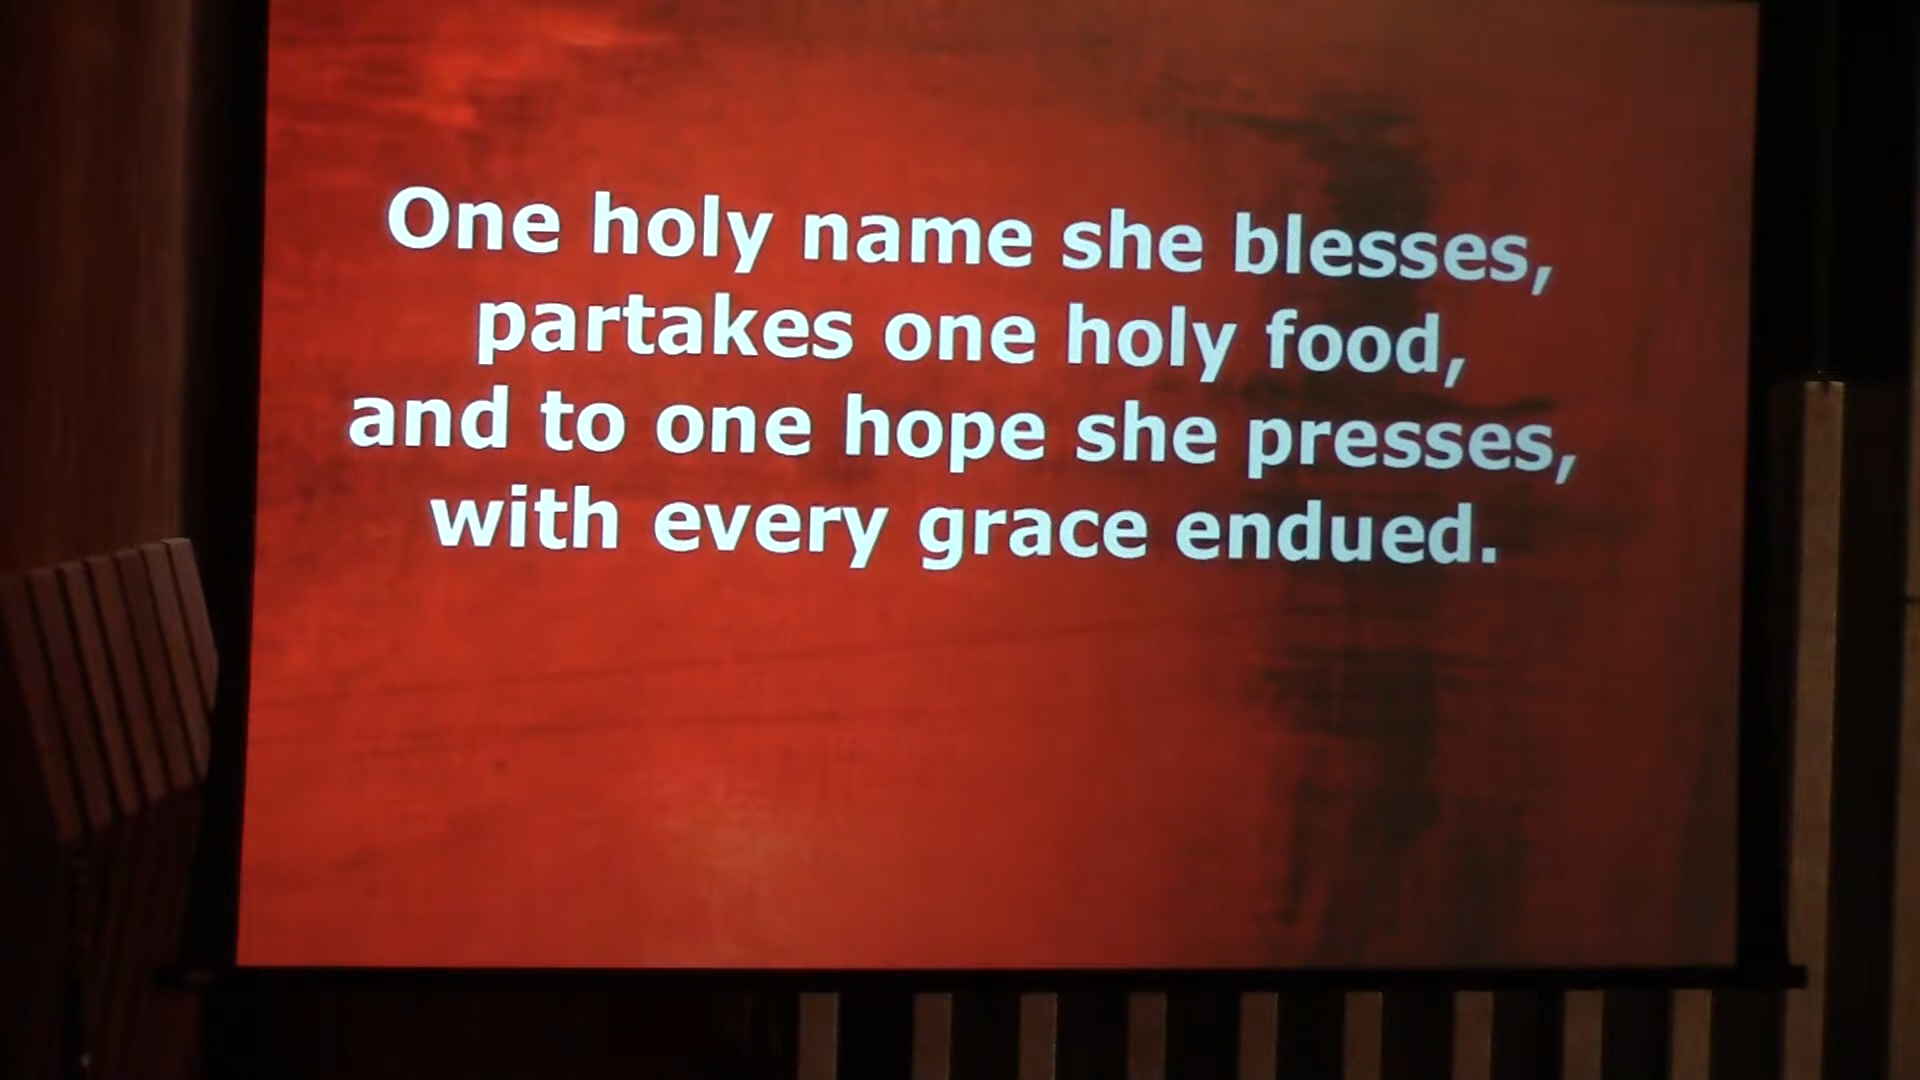 One holy name she blesses,
partakes one holy food,
and to one hope she presses,
with every grace endued.